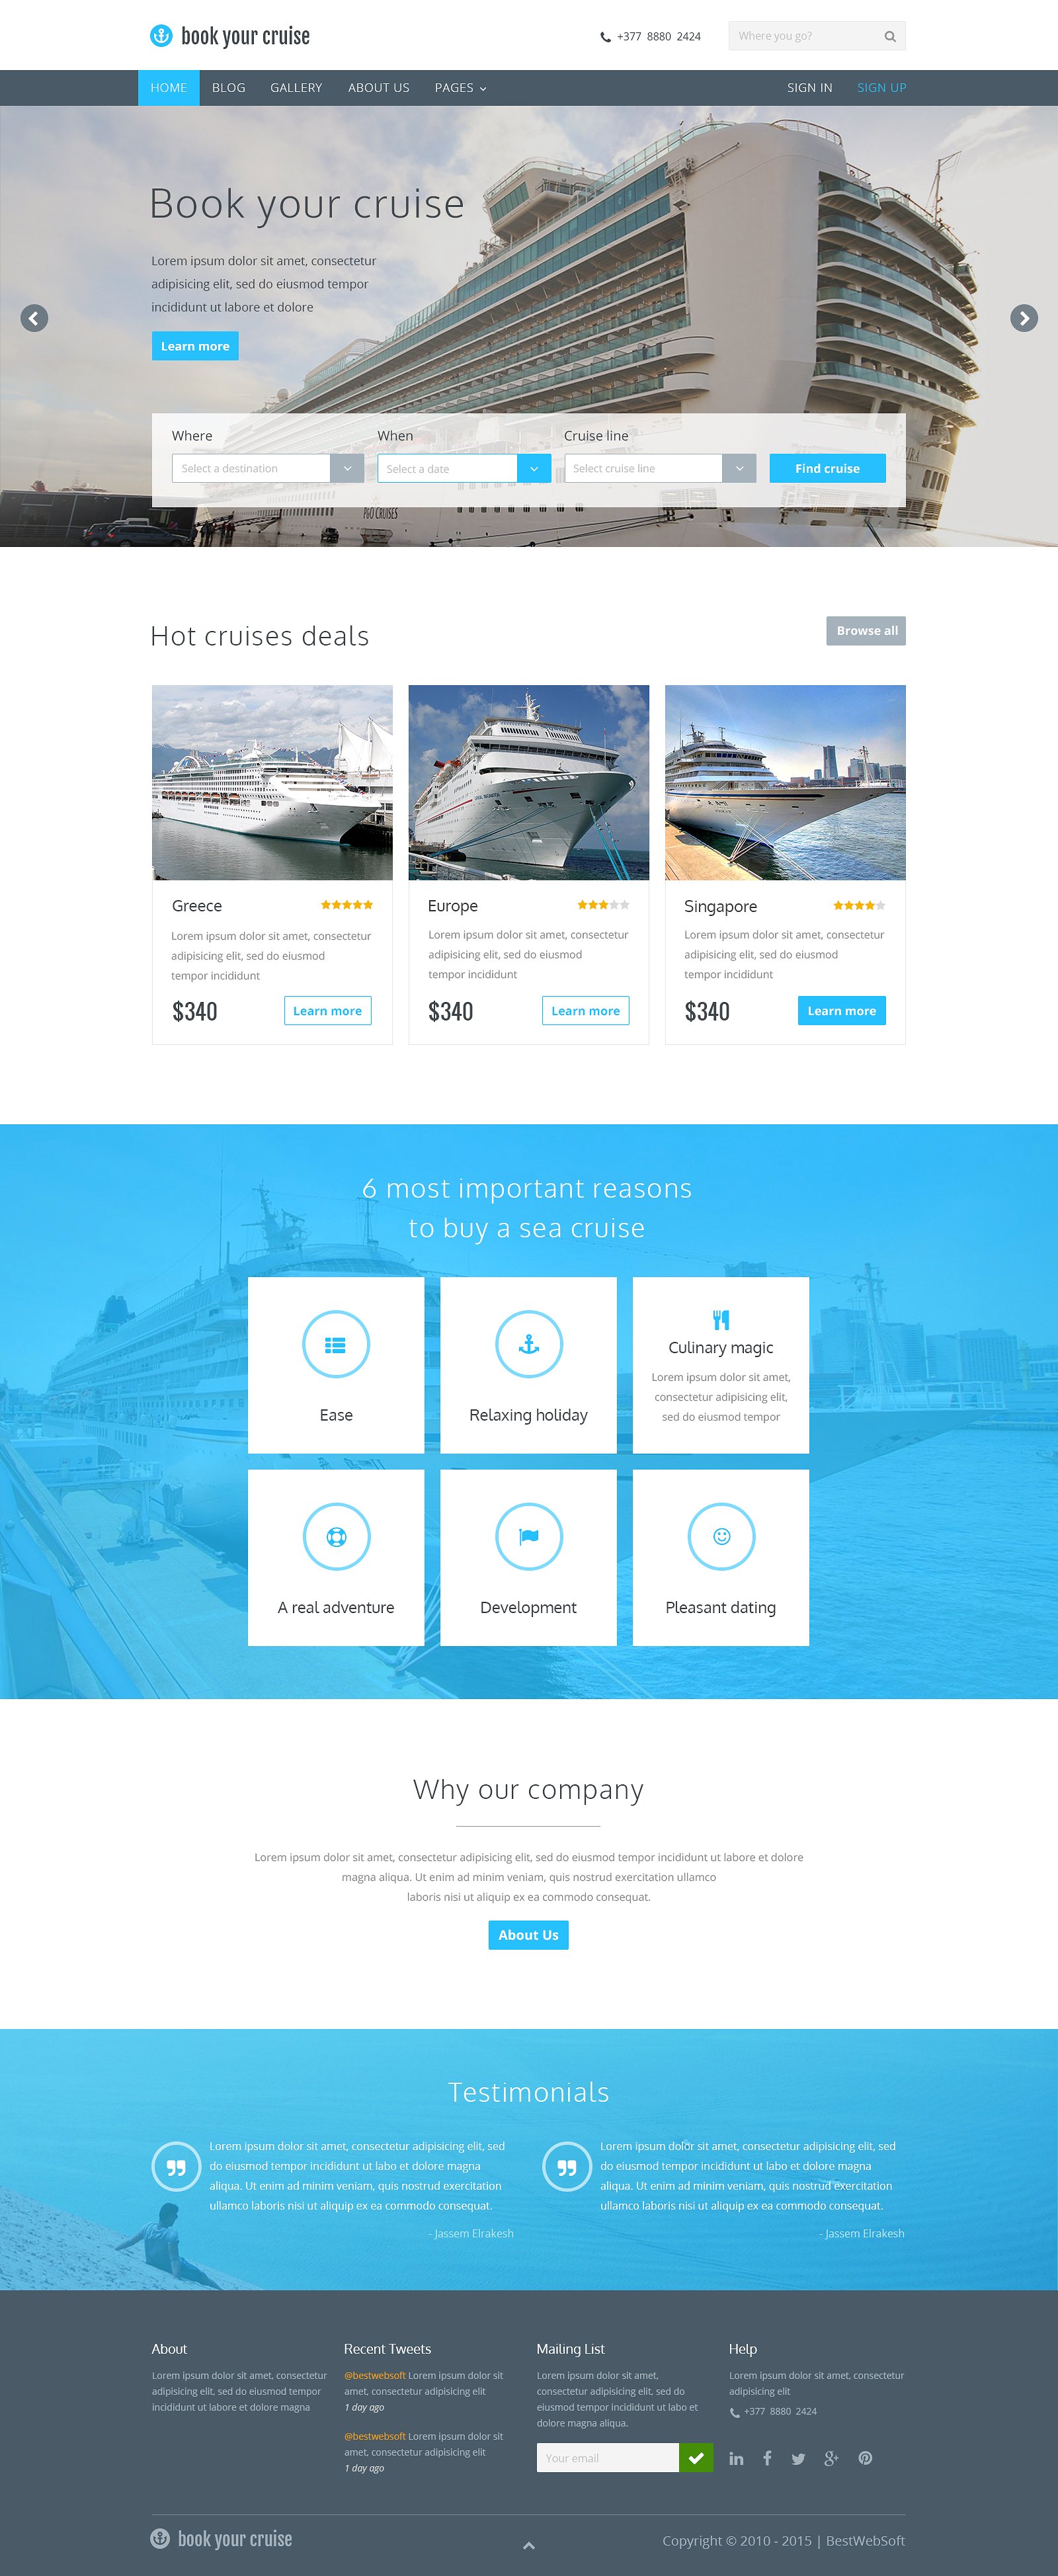 book your cruise
+377 8880 2424
Where you go?
HOME BLOG GALLERY ABOUT US PAGES SIGN IN SIGN UP
Book your cruise
Lorem ipsum dolor sit amet, consectetur
adipisicing elit, sed do eiusmod tempor
incididunt ut labore et dolore
Learn more
Where When Cruise line
Select a destination Select a date Select cruise line Find cruise
P&O CRUISES
Hot cruises deals
Browse all
Greece
Lorem ipsum dolor sit amet, consectetur
adipisicing elit, sed do eiusmod
tempor incididunt
$340 Learn more
Europe
Lorem ipsum dolor sit amet, consectetur
adipisicing elit, sed do eiusmod
tempor incididunt
$340 Learn more
Singapore
Lorem ipsum dolor sit amet, consectetur
adipisicing elit, sed do eiusmod
tempor incididunt
$340 Learn more
6 most important reasons
to buy a sea cruise
Ease
Relaxing holiday
Culinary magic
Lorem ipsum dolor sit amet,
consectetur adipisicing elit,
sed do eiusmod tempor
A real adventure
Development
Pleasant dating
Why our company
Lorem ipsum dolor sit amet, consectetur adipisicing elit, sed do eiusmod tempor incididunt ut labore et dolore
magna aliqua. Ut enim ad minim veniam, quis nostrud exercitation ullamco
laboris nisi ut aliquip ex ea commodo consequat.
About Us
Testimonials
Lorem ipsum dolor sit amet, consectetur adipisicing elit, sed
do eiusmod tempor incididunt ut labo et dolore magna
aliqua. Ut enim ad minim veniam, quis nostrud exercitation
ullamco laboris nisi ut aliquip ex ea commodo consequat.
- Jassem Elrakesh
Lorem ipsum dolor sit amet, consectetur adipisicing elit, sed
do eiusmod tempor incididunt ut labo et dolore magna
aliqua. Ut enim ad minim veniam, quis nostrud exercitation
ullamco laboris nisi ut aliquip ex ea commodo consequat.
- Jassem Elrakesh
About
Lorem ipsum dolor sit amet, consectetur
adipisicing elit, sed do eiusmod tempor
incididunt ut labore et dolore magna
Recent Tweets
@bestwebsoft Lorem ipsum dolor sit
amet, consectetur adipisicing elit
1 day ago
@bestwebsoft Lorem ipsum dolor sit
amet, consectetur adipisicing elit
1 day ago
Mailing List
Lorem ipsum dolor sit amet,
consectetur adipisicing elit, sed do
eiusmod tempor incididunt ut labo et
dolore magna aliqua.
Your email
Help
Lorem ipsum dolor sit amet, consectetur
adipisicing elit
+377 8880 2424
book your cruise
Copyright © 2010 - 2015 | BestWebSoft